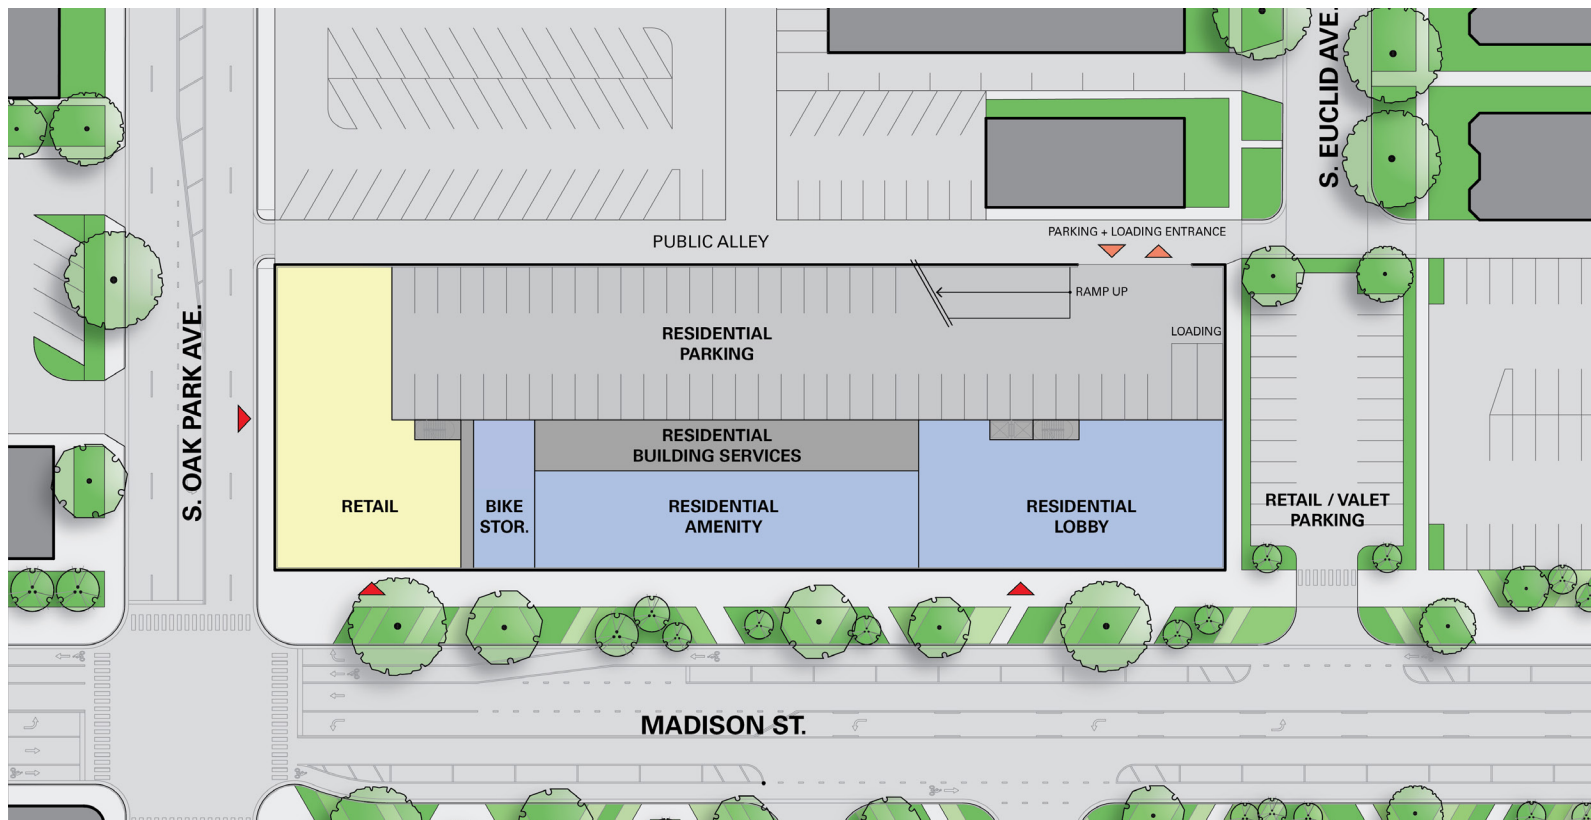 S. EUCLID AVE.
PUBLIC ALLEY
PARKING + LOADING ENTRANCE
RAMP UP
LOADING
RESIDENTIAL
PARKING
S. OAK PARK AVE.
RESIDENTIAL
BUILDING SERVICES
RETAIL
BIKE
STOR.
RESIDENTIAL
AMENITY
RESIDENTIAL
LOBBY
RETAIL / VALET
PARKING
MADISON ST.